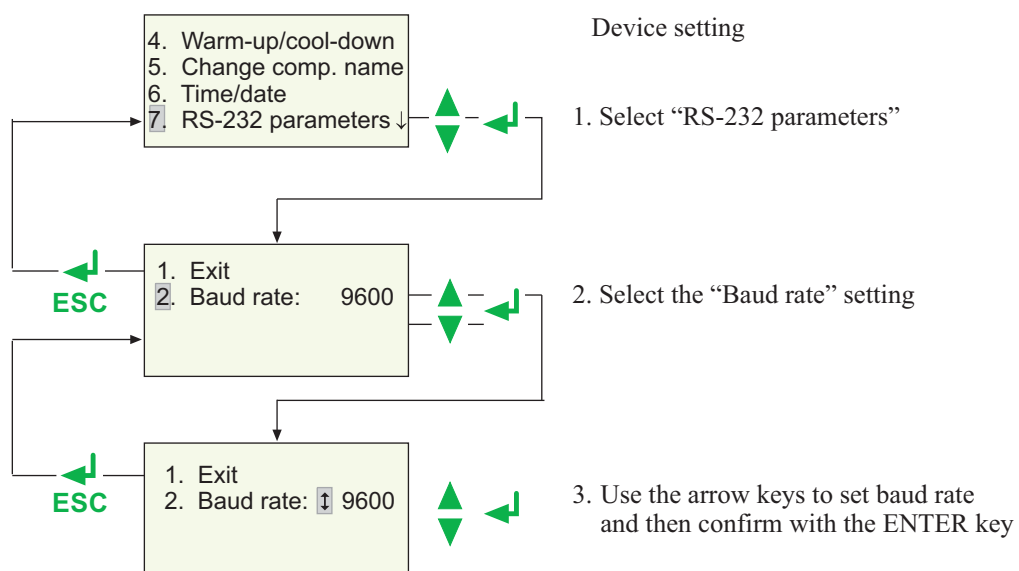 Device setting
4. Warm-up/cool-down
5. Change comp. name
6. Time/date
7. RS-232 parameters ↓
1. Select “RS-232 parameters”
ESC
1. Exit
2. Baud rate: 9600
2. Select the “Baud rate” setting
ESC
1. Exit
2. Baud rate: ↕ 9600
3. Use the arrow keys to set baud rate
and then confirm with the ENTER key